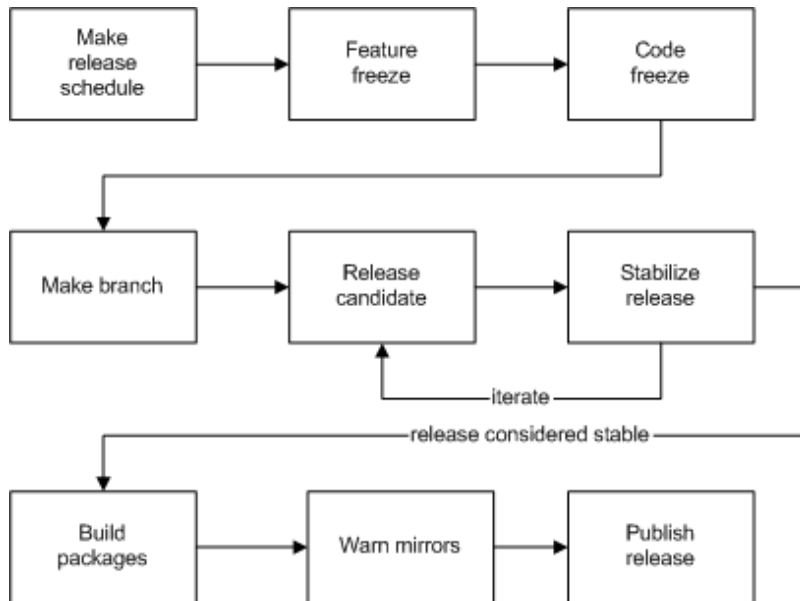 Make
release
schedule
Feature
freeze
Code
freeze
Make branch
Release
candidate
Stabilize
release
iterate
release considered stable
Build
packages
Warn mirrors
Publish
release